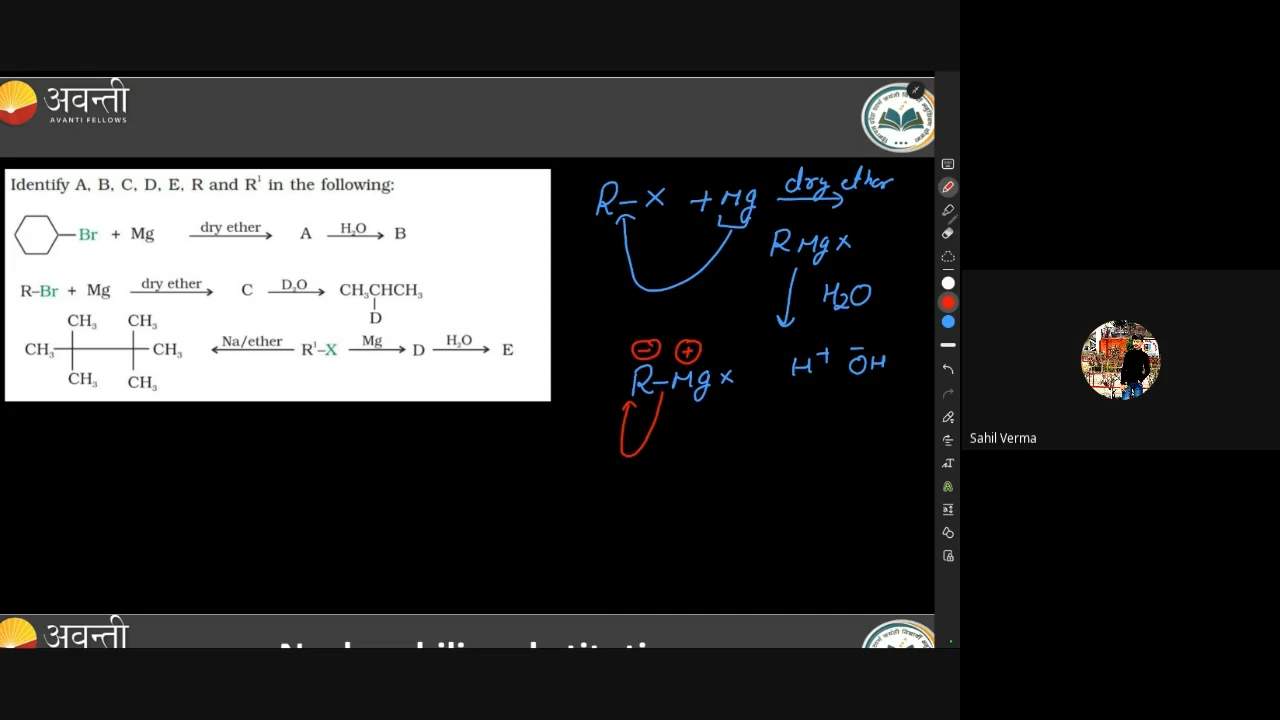 अवन्ती
AVANTI FELLOWS
Identify A, B, C, D, E, R and R¹ in the following:
Br + Mg dry ether A H₂O B
R–Br + Mg dry ether C D₂O CH₃CHCH₃
D
CH₃ CH₃
CH₃ CH₃ Na/ether R¹–X Mg D H₂O E
CH₃ CH₃
R–X + Mg dry ether
RMgX
H₂O
H⁺ ŌH
− +
R–Mgx
Sahil Verma
अवन्ती